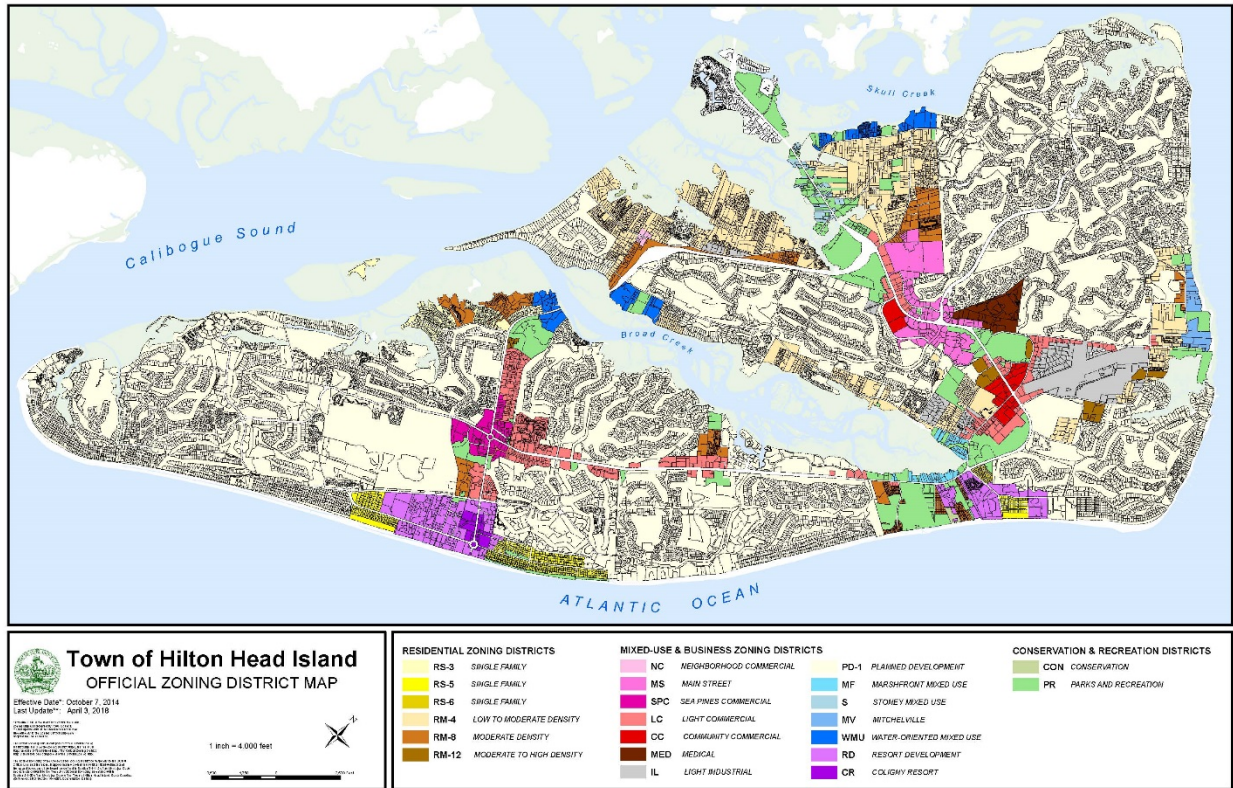 Skull Creek
Calibogue Sound
Broad Creek
ATLANTIC OCEAN
Town of Hilton Head Island
OFFICIAL ZONING DISTRICT MAP
Effective Date*: October 7, 2014
Last Update**: April 3, 2018
1 inch = 4,000 feet
RESIDENTIAL ZONING DISTRICTS
RS-3 SINGLE FAMILY
RS-5 SINGLE FAMILY
RS-6 SINGLE FAMILY
RM-4 LOW TO MODERATE DENSITY
RM-8 MODERATE DENSITY
RM-12 MODERATE TO HIGH DENSITY
MIXED-USE & BUSINESS ZONING DISTRICTS
NC NEIGHBORHOOD COMMERCIAL
MS MAIN STREET
SPC SEA PINES COMMERCIAL
LC LIGHT COMMERCIAL
CC COMMUNITY COMMERCIAL
MED MEDICAL
IL LIGHT INDUSTRIAL
PD-1 PLANNED DEVELOPMENT
MF MARSHFRONT MIXED USE
S STONEY MIXED USE
MV MITCHELVILLE
WMU WATER-ORIENTED MIXED USE
RD RESORT DEVELOPMENT
CR COLIGNY RESORT
CONSERVATION & RECREATION DISTRICTS
CON CONSERVATION
PR PARKS AND RECREATION